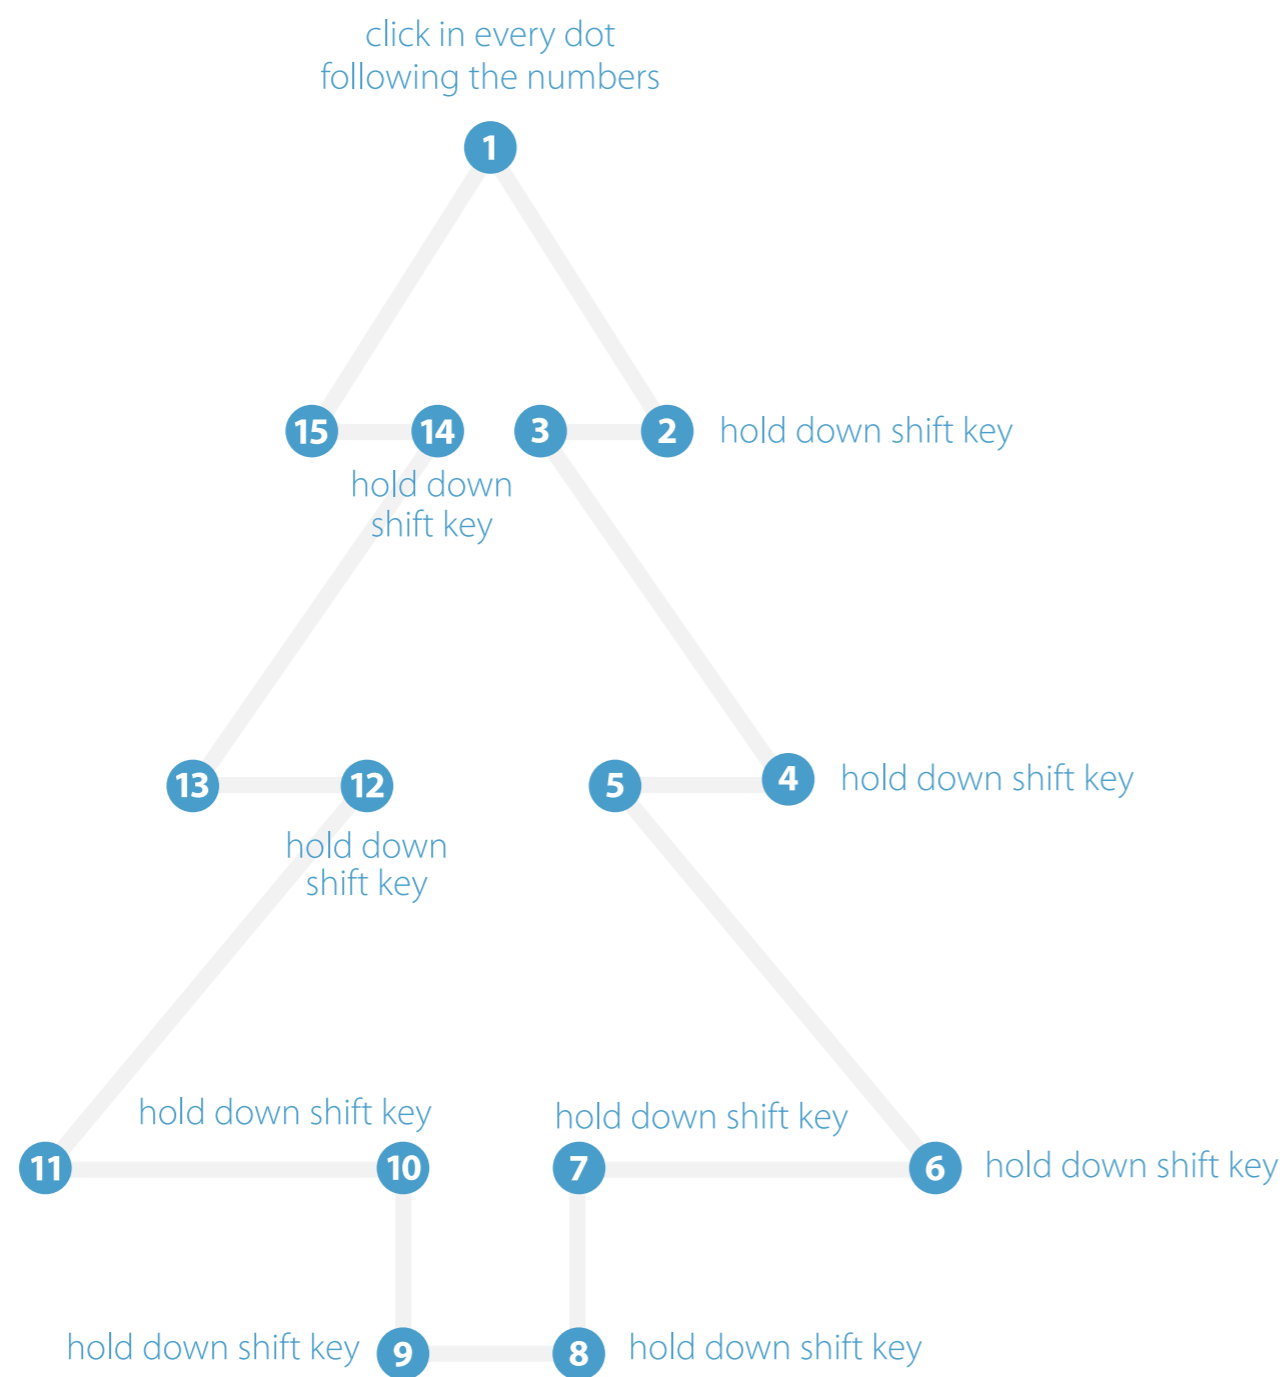 click in every dot
following the numbers
1
15
14
3
2
hold down shift key
hold down
shift key
13
12
5
4
hold down shift key
hold down
shift key
hold down shift key
hold down shift key
11
10
7
6
hold down shift key
hold down shift key
9
8
hold down shift key